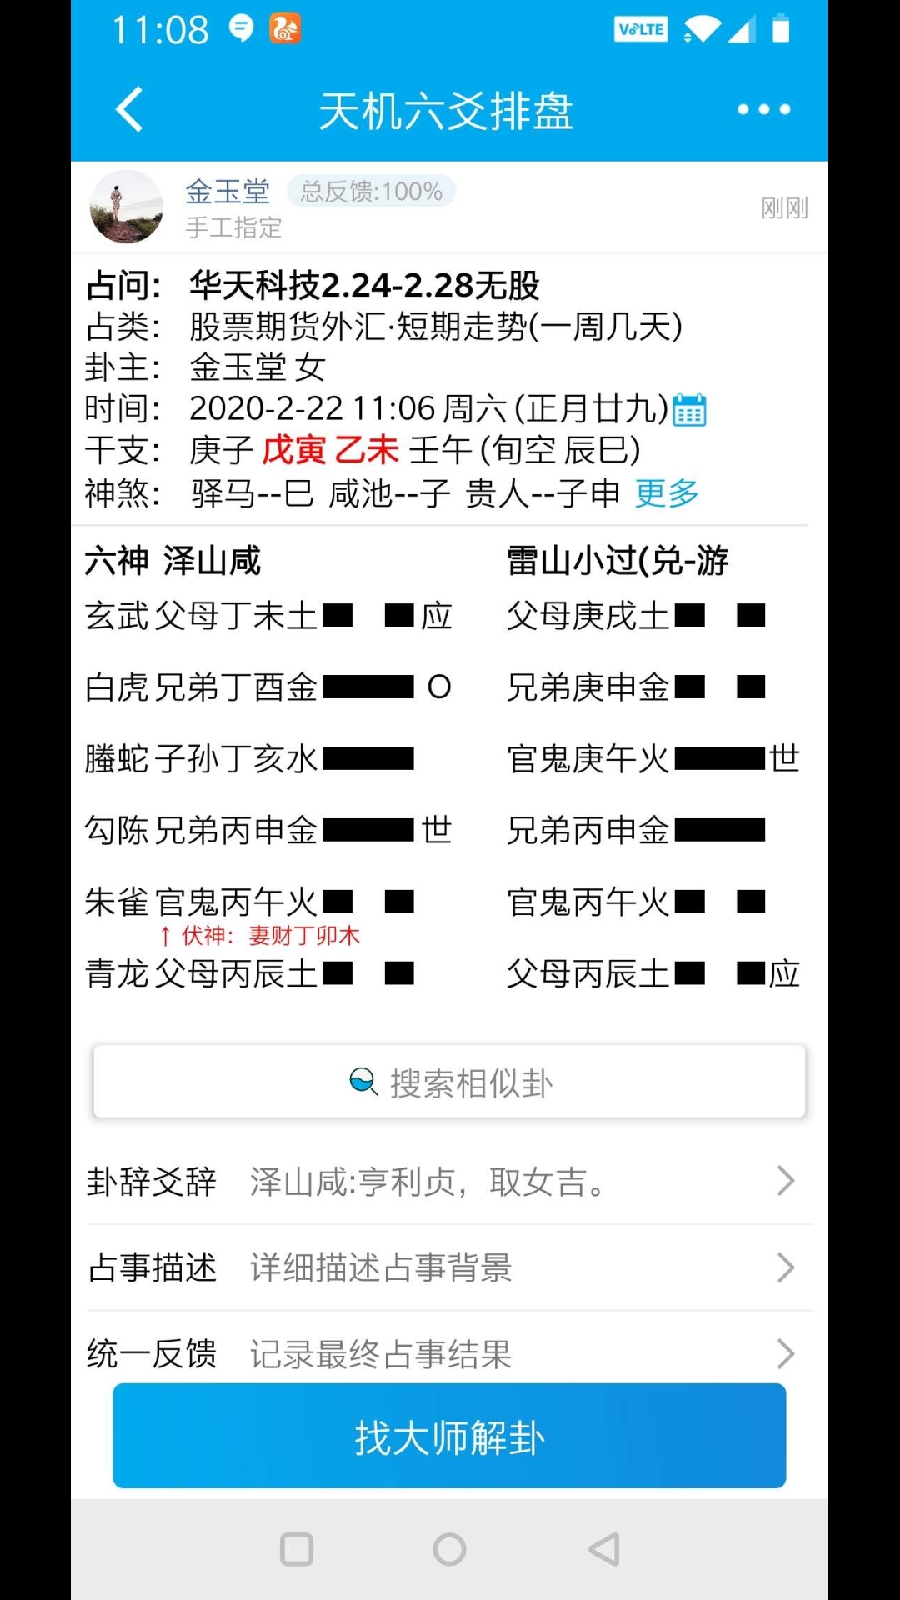 11:08
VoLTE
天机六爻排盘
金玉堂 总反馈:100%
手工指定
刚刚
占问: 华天科技2.24-2.28无股
占类: 股票期货外汇·短期走势(一周几天)
卦主: 金玉堂 女
时间: 2020-2-22 11:06 周六 (正月廿九)
干支: 庚子 戊寅 乙未 壬午 (旬空 辰巳)
神煞: 驿马--巳 咸池--子 贵人--子申 更多
六神 泽山咸 雷山小过(兑-游
玄武 父母丁未土 应 父母庚戌土
白虎 兄弟丁酉金 O 兄弟庚申金
螣蛇 子孙丁亥水 官鬼庚午火 世
勾陈 兄弟丙申金 世 兄弟丙申金
朱雀 官鬼丙午火 官鬼丙午火
↑ 伏神: 妻财丁卯木
青龙 父母丙辰土 父母丙辰土 应
搜索相似卦
卦辞爻辞 泽山咸:亨利贞，取女吉。
占事描述 详细描述占事背景
统一反馈 记录最终占事结果
找大师解卦